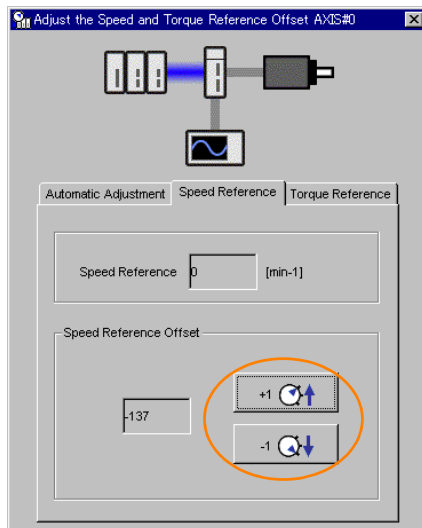 Adjust the Speed and Torque Reference Offset AXIS#0
Automatic Adjustment Speed Reference Torque Reference
Speed Reference 0 [min-1]
Speed Reference Offset
+1
-137
-1